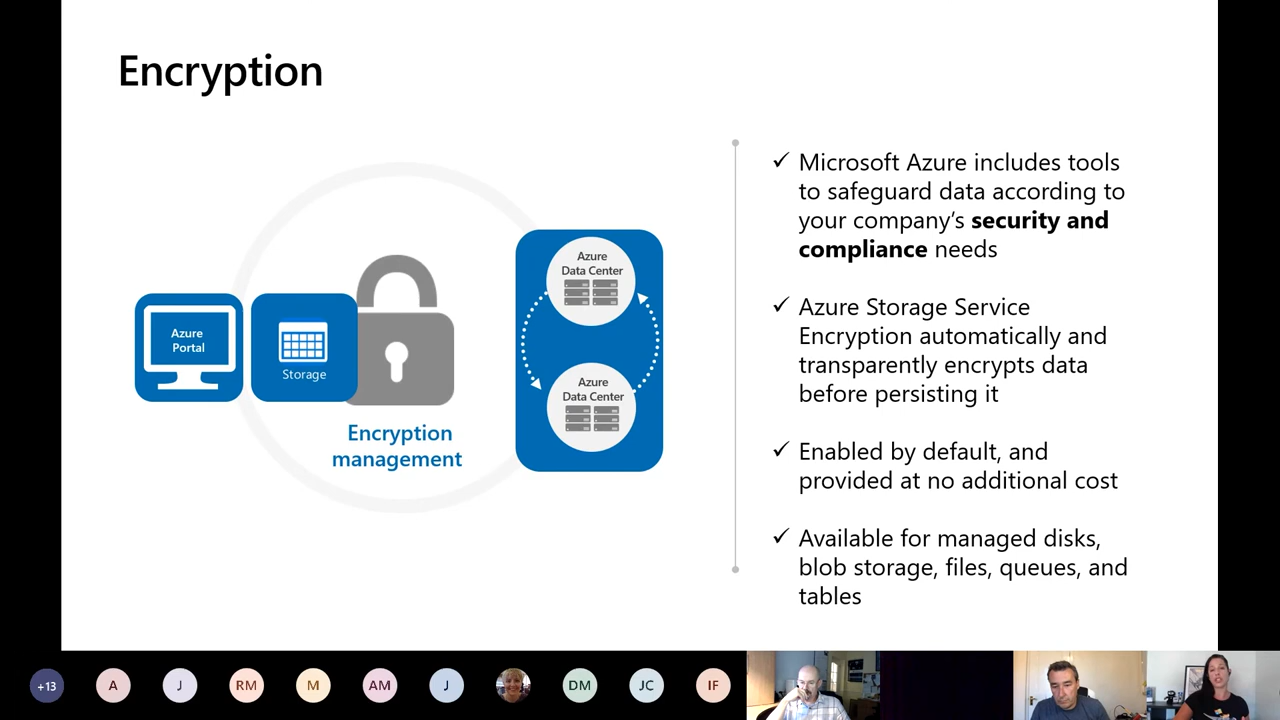 Encryption
Azure
Portal
Storage
Encryption
management
Azure
Data Center
Azure
Data Center
✓ Microsoft Azure includes tools
to safeguard data according to
your company's security and
compliance needs
✓ Azure Storage Service
Encryption automatically and
transparently encrypts data
before persisting it
✓ Enabled by default, and
provided at no additional cost
✓ Available for managed disks,
blob storage, files, queues, and
tables
+13
A
J
RM
M
AM
J
DM
JC
IF